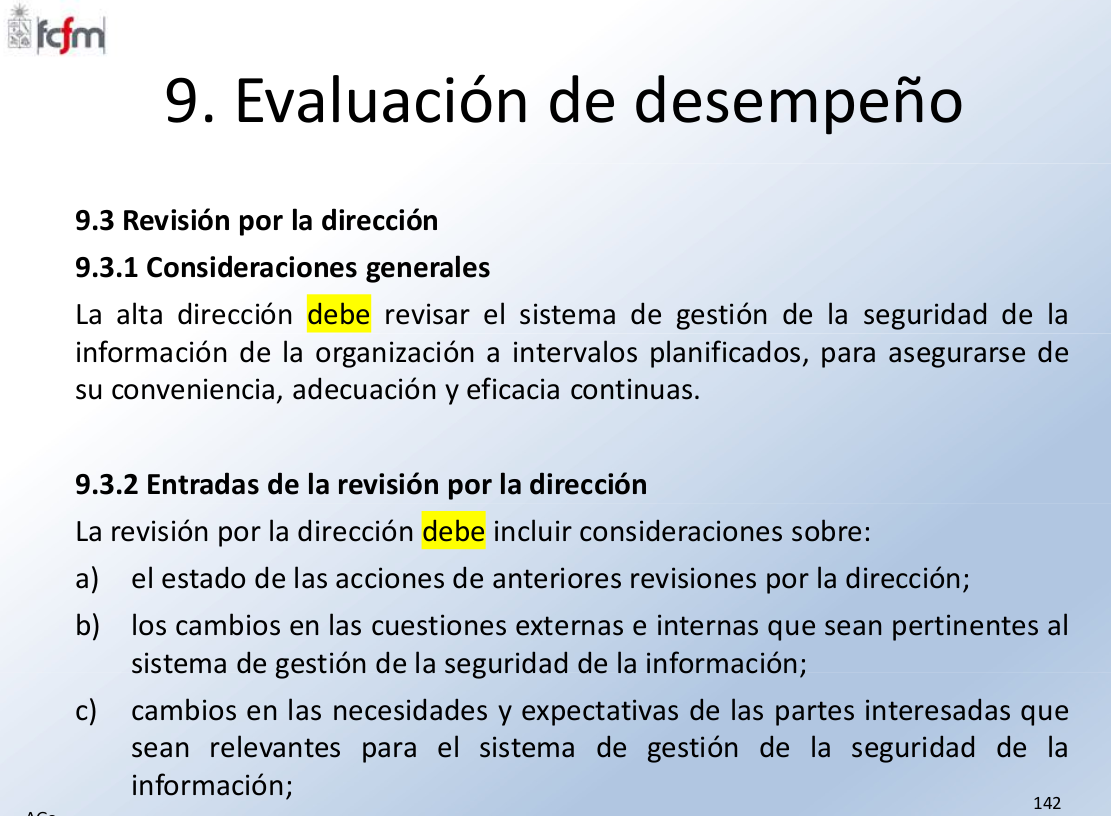 fcfm
9. Evaluación de desempeño
9.3 Revisión por la dirección
9.3.1 Consideraciones generales
La alta dirección debe revisar el sistema de gestión de la seguridad de la
información de la organización a intervalos planificados, para asegurarse de
su conveniencia, adecuación y eficacia continuas.
9.3.2 Entradas de la revisión por la dirección
La revisión por la dirección debe incluir consideraciones sobre:
a) el estado de las acciones de anteriores revisiones por la dirección;
b) los cambios en las cuestiones externas e internas que sean pertinentes al
sistema de gestión de la seguridad de la información;
c) cambios en las necesidades y expectativas de las partes interesadas que
sean relevantes para el sistema de gestión de la seguridad de la
información;
142